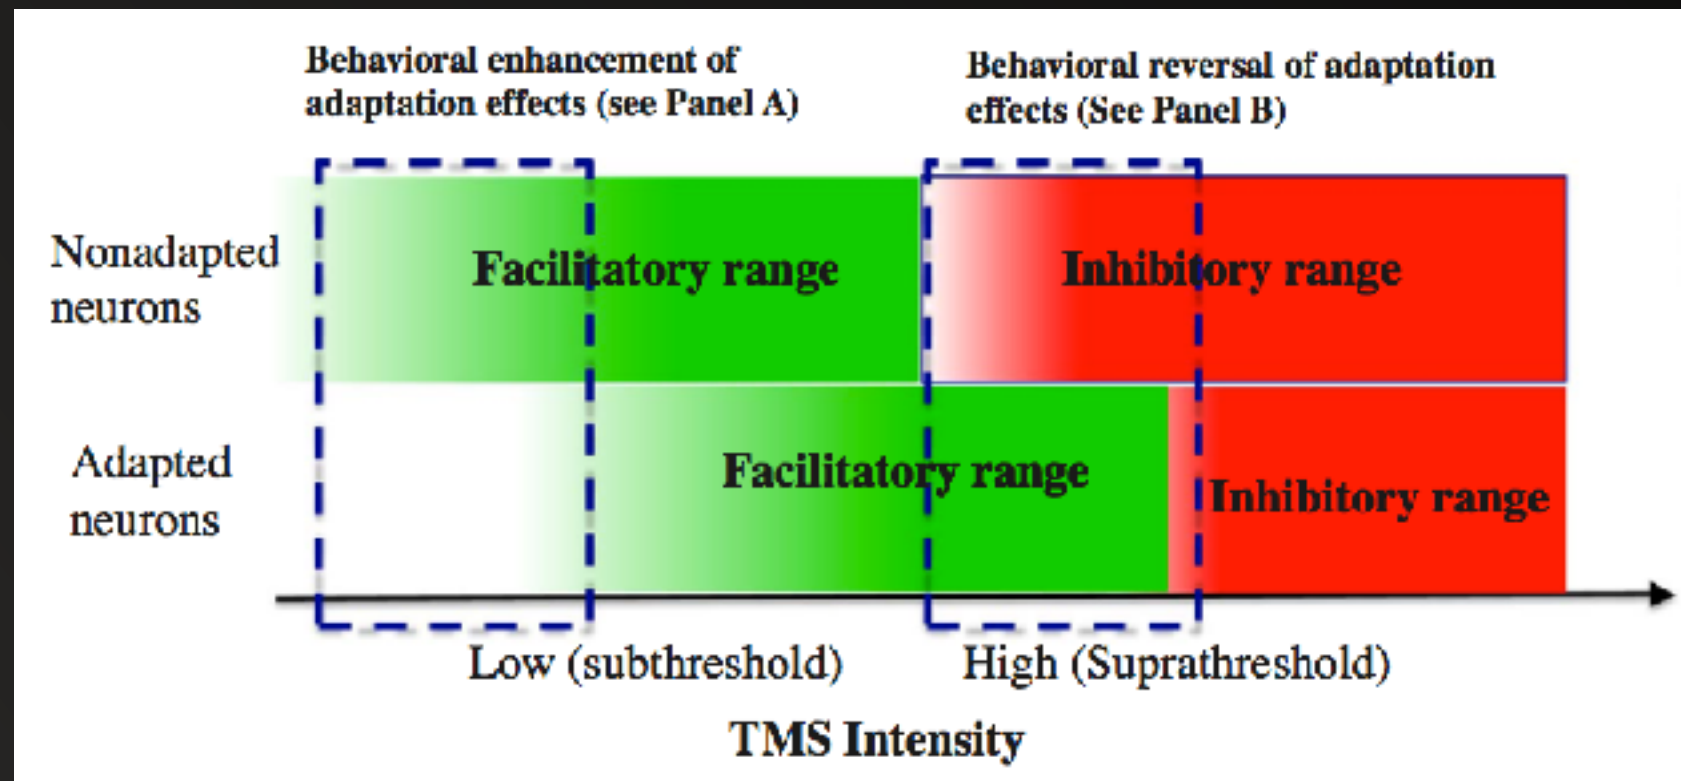 Behavioral enhancement of
adaptation effects (see Panel A)
Behavioral reversal of adaptation
effects (See Panel B)
Nonadapted
neurons
Facilitatory range
Inhibitory range
Adapted
neurons
Facilitatory range
Inhibitory range
Low (subthreshold)
High (Suprathreshold)
TMS Intensity